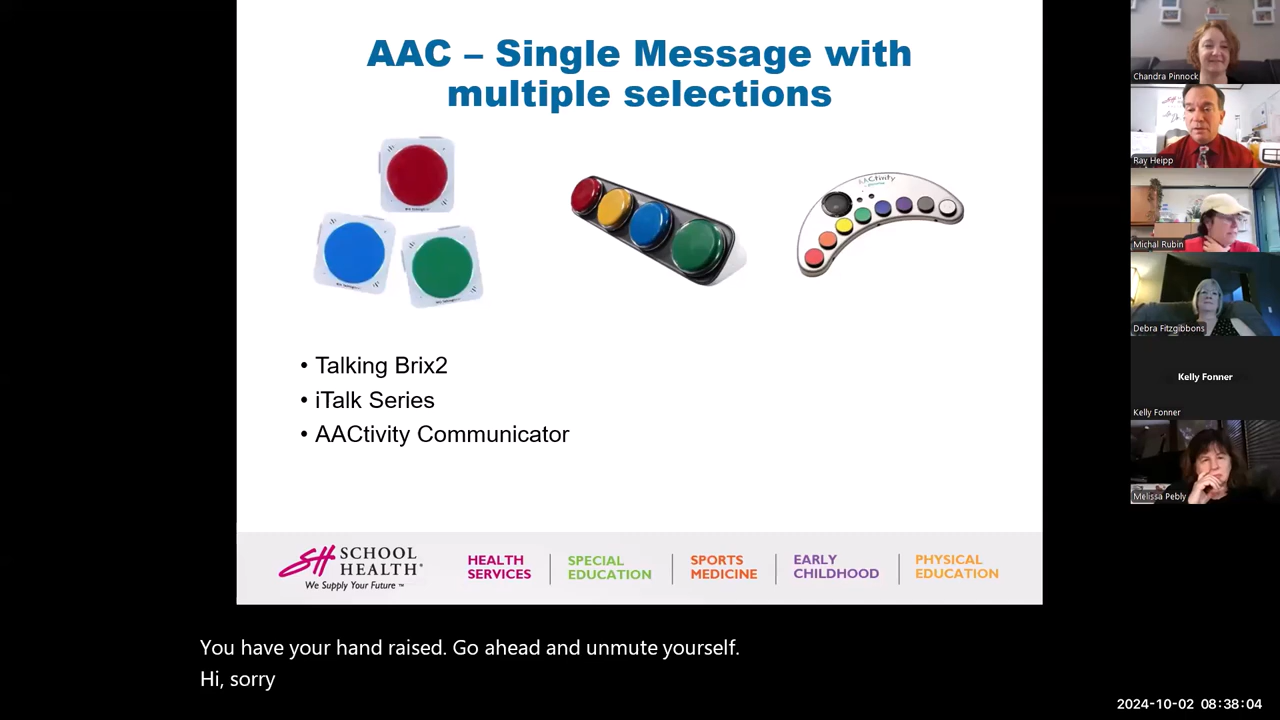 AAC – Single Message with
multiple selections
AACtivity
• Talking Brix2
• iTalk Series
• AACtivity Communicator
SH SCHOOL
HEALTH®
We Supply Your Future ™
HEALTH
SERVICES
SPECIAL
EDUCATION
SPORTS
MEDICINE
EARLY
CHILDHOOD
PHYSICAL
EDUCATION
Chandra Pinnock
Ray Heipp
Michal Rubin
Debra Fitzgibbons
Kelly Fonner
Kelly Fonner
Melissa Pebly
You have your hand raised. Go ahead and unmute yourself.
Hi, sorry
2024-10-02 08:38:04